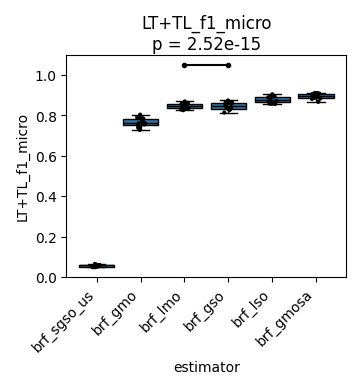 LT+TL_f1_micro
p = 2.52e-15
LT+TL_f1_micro
1.0
0.8
0.6
0.4
0.2
0.0
brf_sgso_us
brf_gmo
brf_lmo
brf_gso
brf_lso
brf_gmosa
estimator